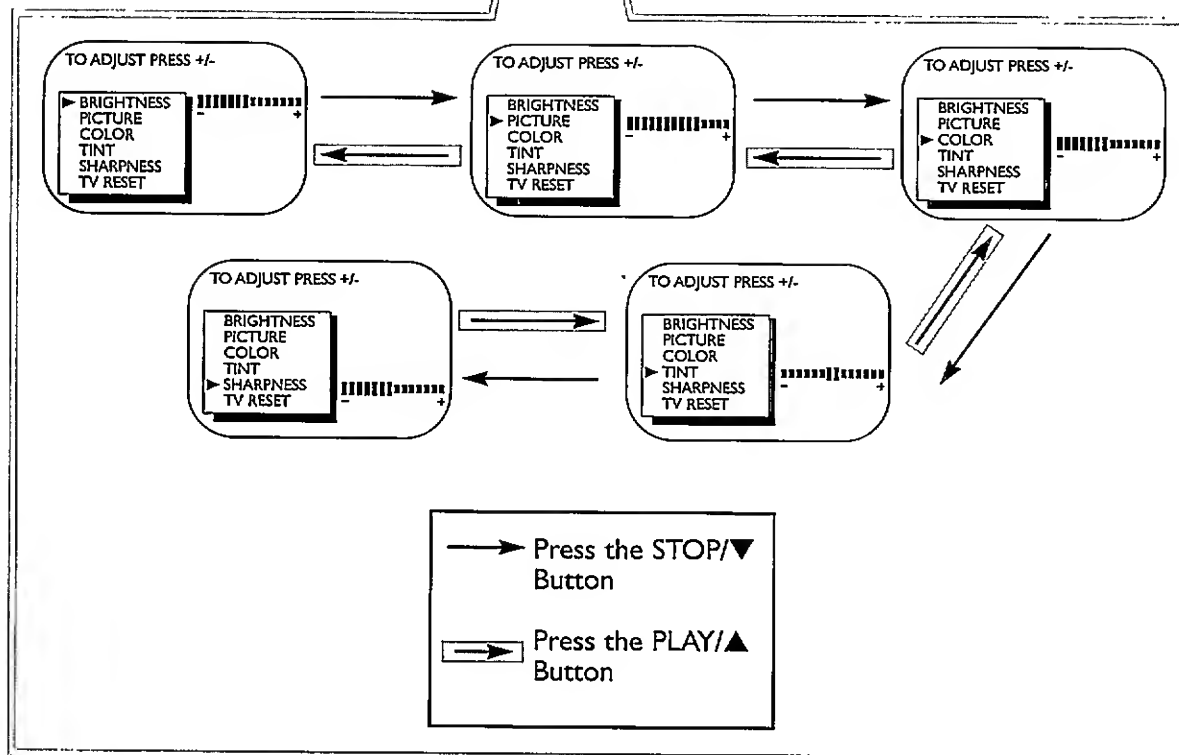 TO ADJUST PRESS +/-
► BRIGHTNESS
PICTURE
COLOR
TINT
SHARPNESS
TV RESET
- +
TO ADJUST PRESS +/-
BRIGHTNESS
► PICTURE
COLOR
TINT
SHARPNESS
TV RESET
- +
TO ADJUST PRESS +/-
BRIGHTNESS
PICTURE
► COLOR
TINT
SHARPNESS
TV RESET
- +
TO ADJUST PRESS +/-
BRIGHTNESS
PICTURE
COLOR
TINT
► SHARPNESS
TV RESET
- +
TO ADJUST PRESS +/-
BRIGHTNESS
PICTURE
COLOR
► TINT
SHARPNESS
TV RESET
- +
Press the STOP/▼
Button
Press the PLAY/▲
Button